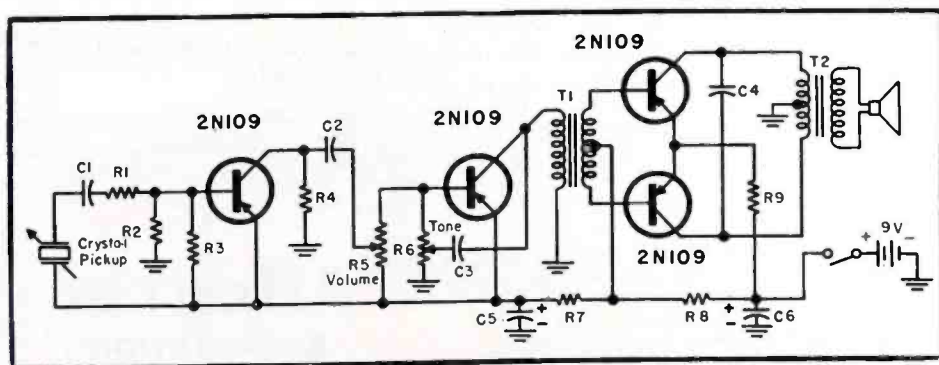 2N109
T1
C4
T2
2N109
2N109
C2
C1
R1
R4
R2
R3
Crystal
Pickup
R5
Volume
R6
Tone
C3
R9
2N109
9V
+
-
C5
+
-
R7
R8
+
-
C6